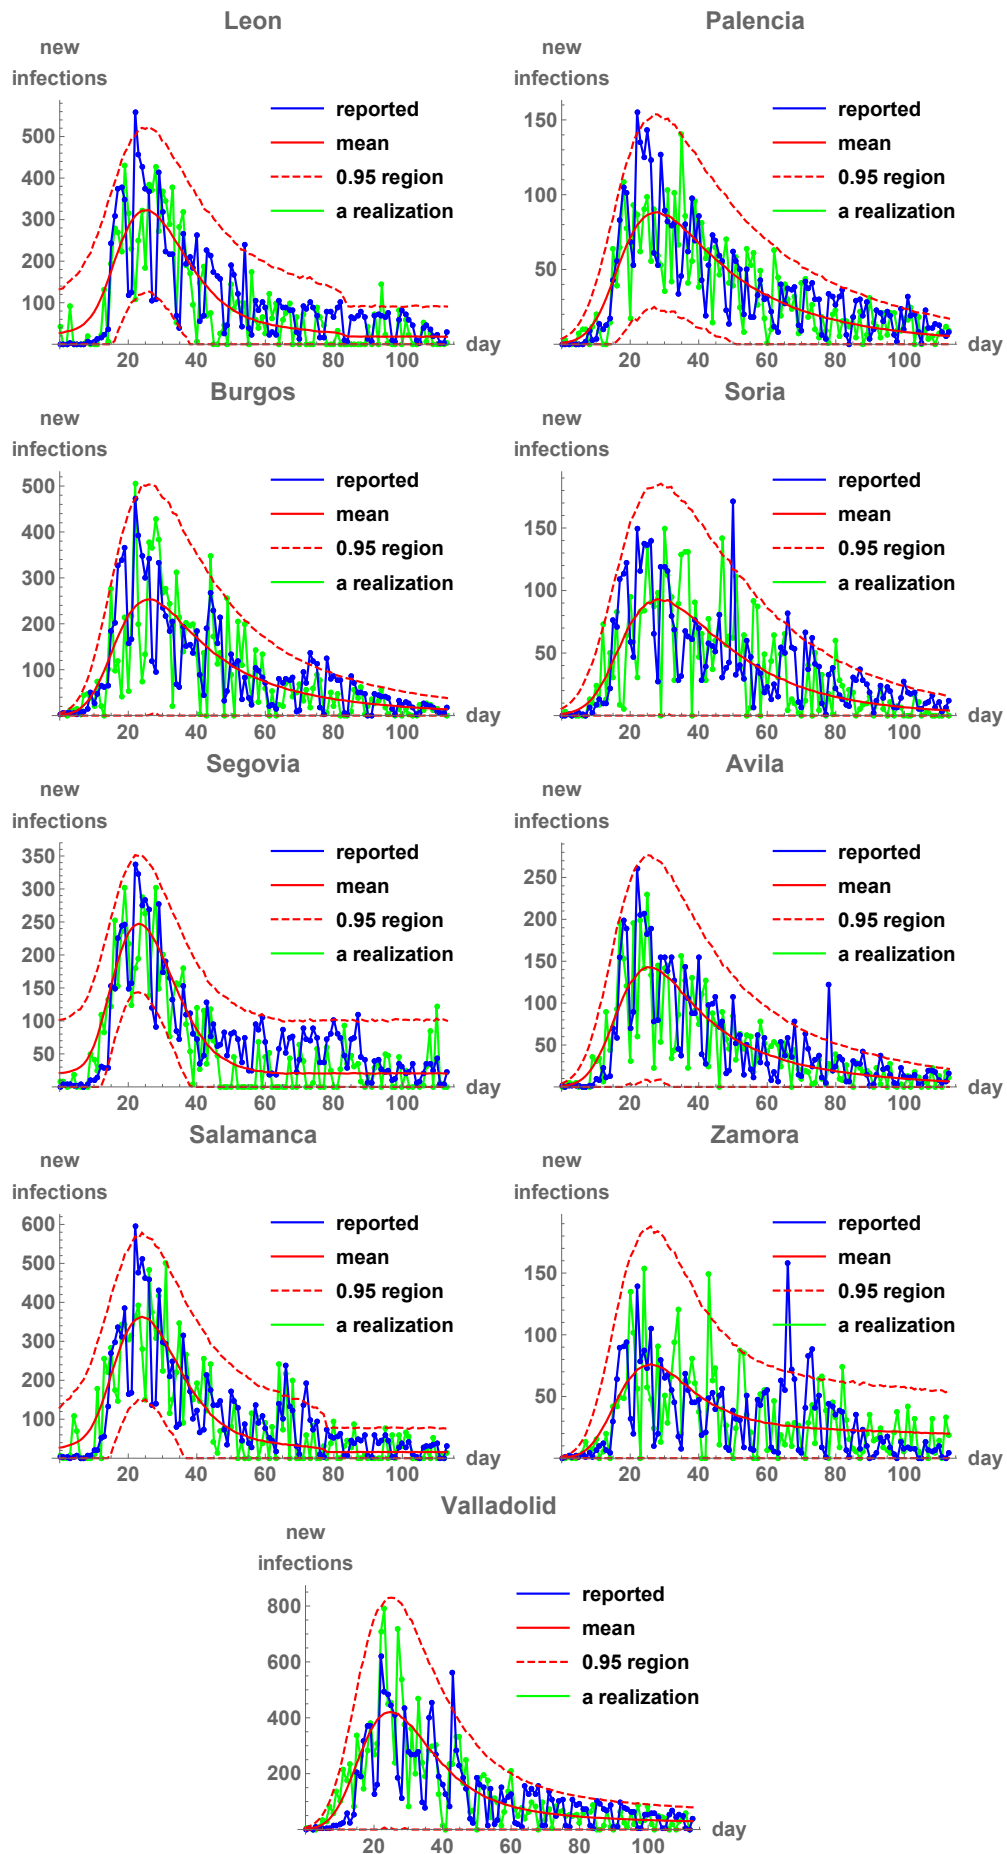 Leon
new
infections
reported
mean
0.95 region
a realization
500
400
300
200
100
20 40 60 80 100
day
Palencia
new
infections
reported
mean
0.95 region
a realization
150
100
50
20 40 60 80 100
day
Burgos
new
infections
reported
mean
0.95 region
a realization
500
400
300
200
100
20 40 60 80 100
day
Soria
new
infections
reported
mean
0.95 region
a realization
150
100
50
20 40 60 80 100
day
Segovia
new
infections
reported
mean
0.95 region
a realization
350
300
250
200
150
100
50
20 40 60 80 100
day
Avila
new
infections
reported
mean
0.95 region
a realization
250
200
150
100
50
20 40 60 80 100
day
Salamanca
new
infections
reported
mean
0.95 region
a realization
600
500
400
300
200
100
20 40 60 80 100
day
Zamora
new
infections
reported
mean
0.95 region
a realization
150
100
50
20 40 60 80 100
day
Valladolid
new
infections
reported
mean
0.95 region
a realization
800
600
400
200
20 40 60 80 100
day